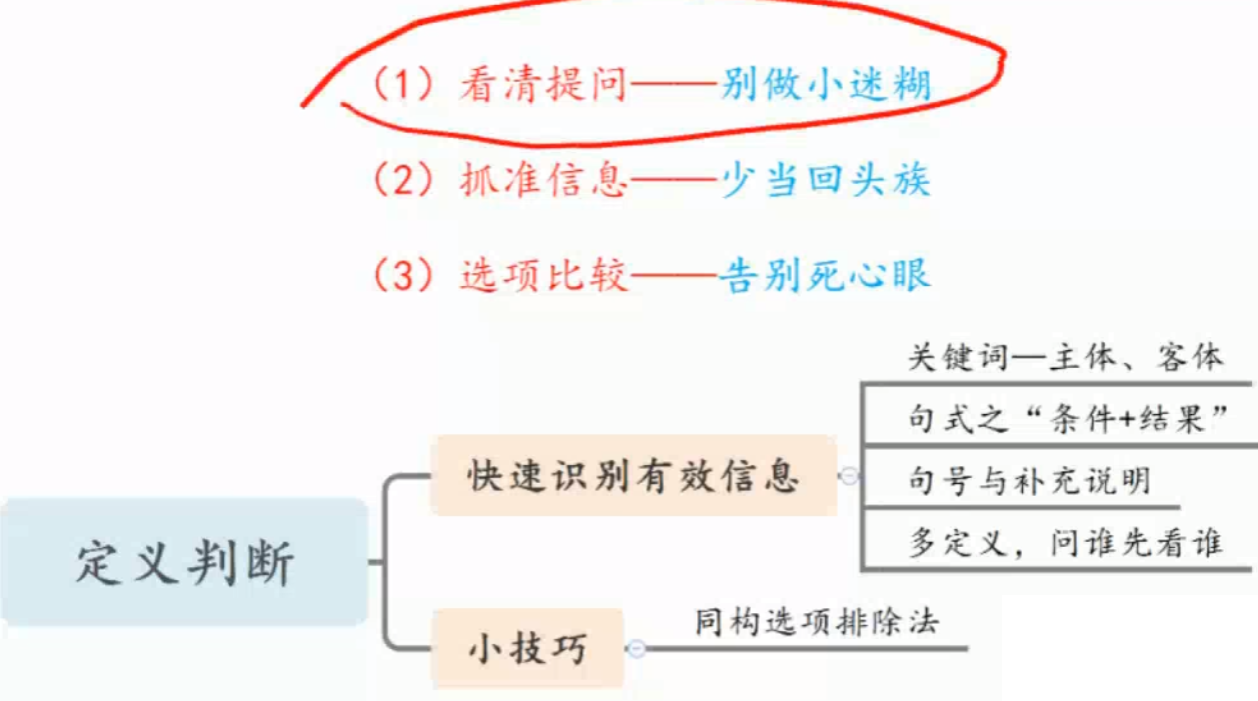 （1）看清提问——别做小迷糊
（2）抓准信息——少当回头族
（3）选项比较——告别死心眼
关键词—主体、客体
句式之“条件+结果”
快速识别有效信息
句号与补充说明
多定义，问谁先看谁
定义判断
同构选项排除法
小技巧